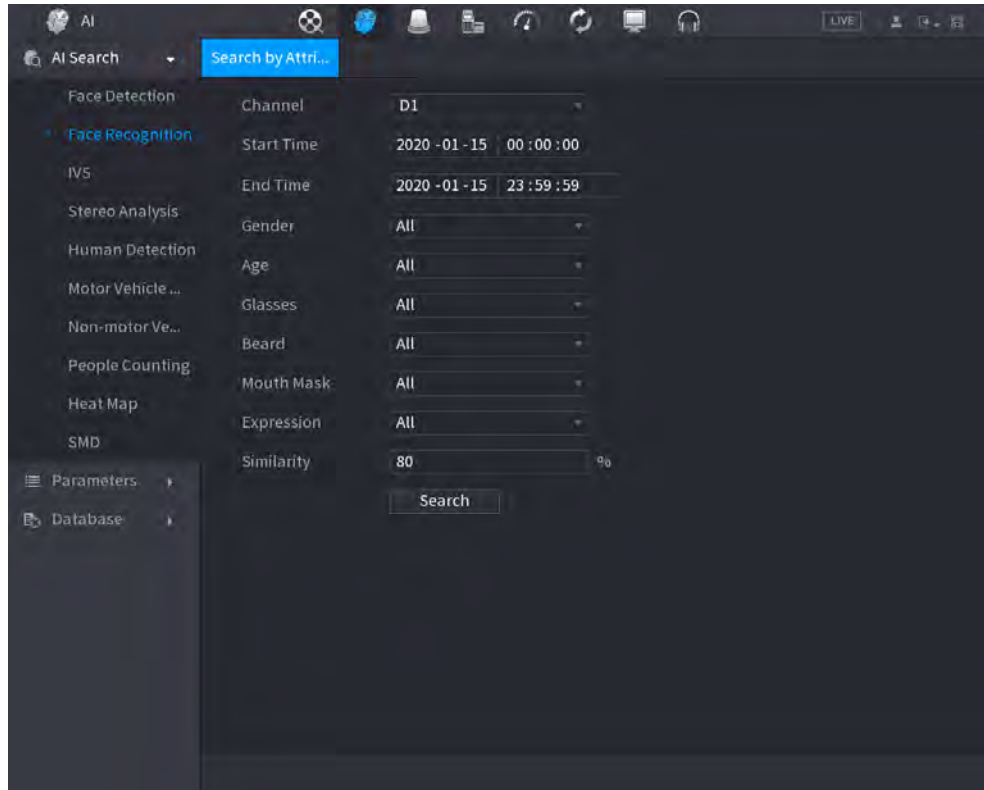 AI LIVE
AI Search Search by Attri...
Face Detection
Face Recognition
IVS
Stereo Analysis
Human Detection
Motor Vehicle ...
Non-motor Ve...
People Counting
Heat Map
SMD
Parameters
Database
Channel D1
Start Time 2020 -01 -15 00 : 00 : 00
End Time 2020 -01 -15 23 : 59 : 59
Gender All
Age All
Glasses All
Beard All
Mouth Mask All
Expression All
Similarity 80 %
Search